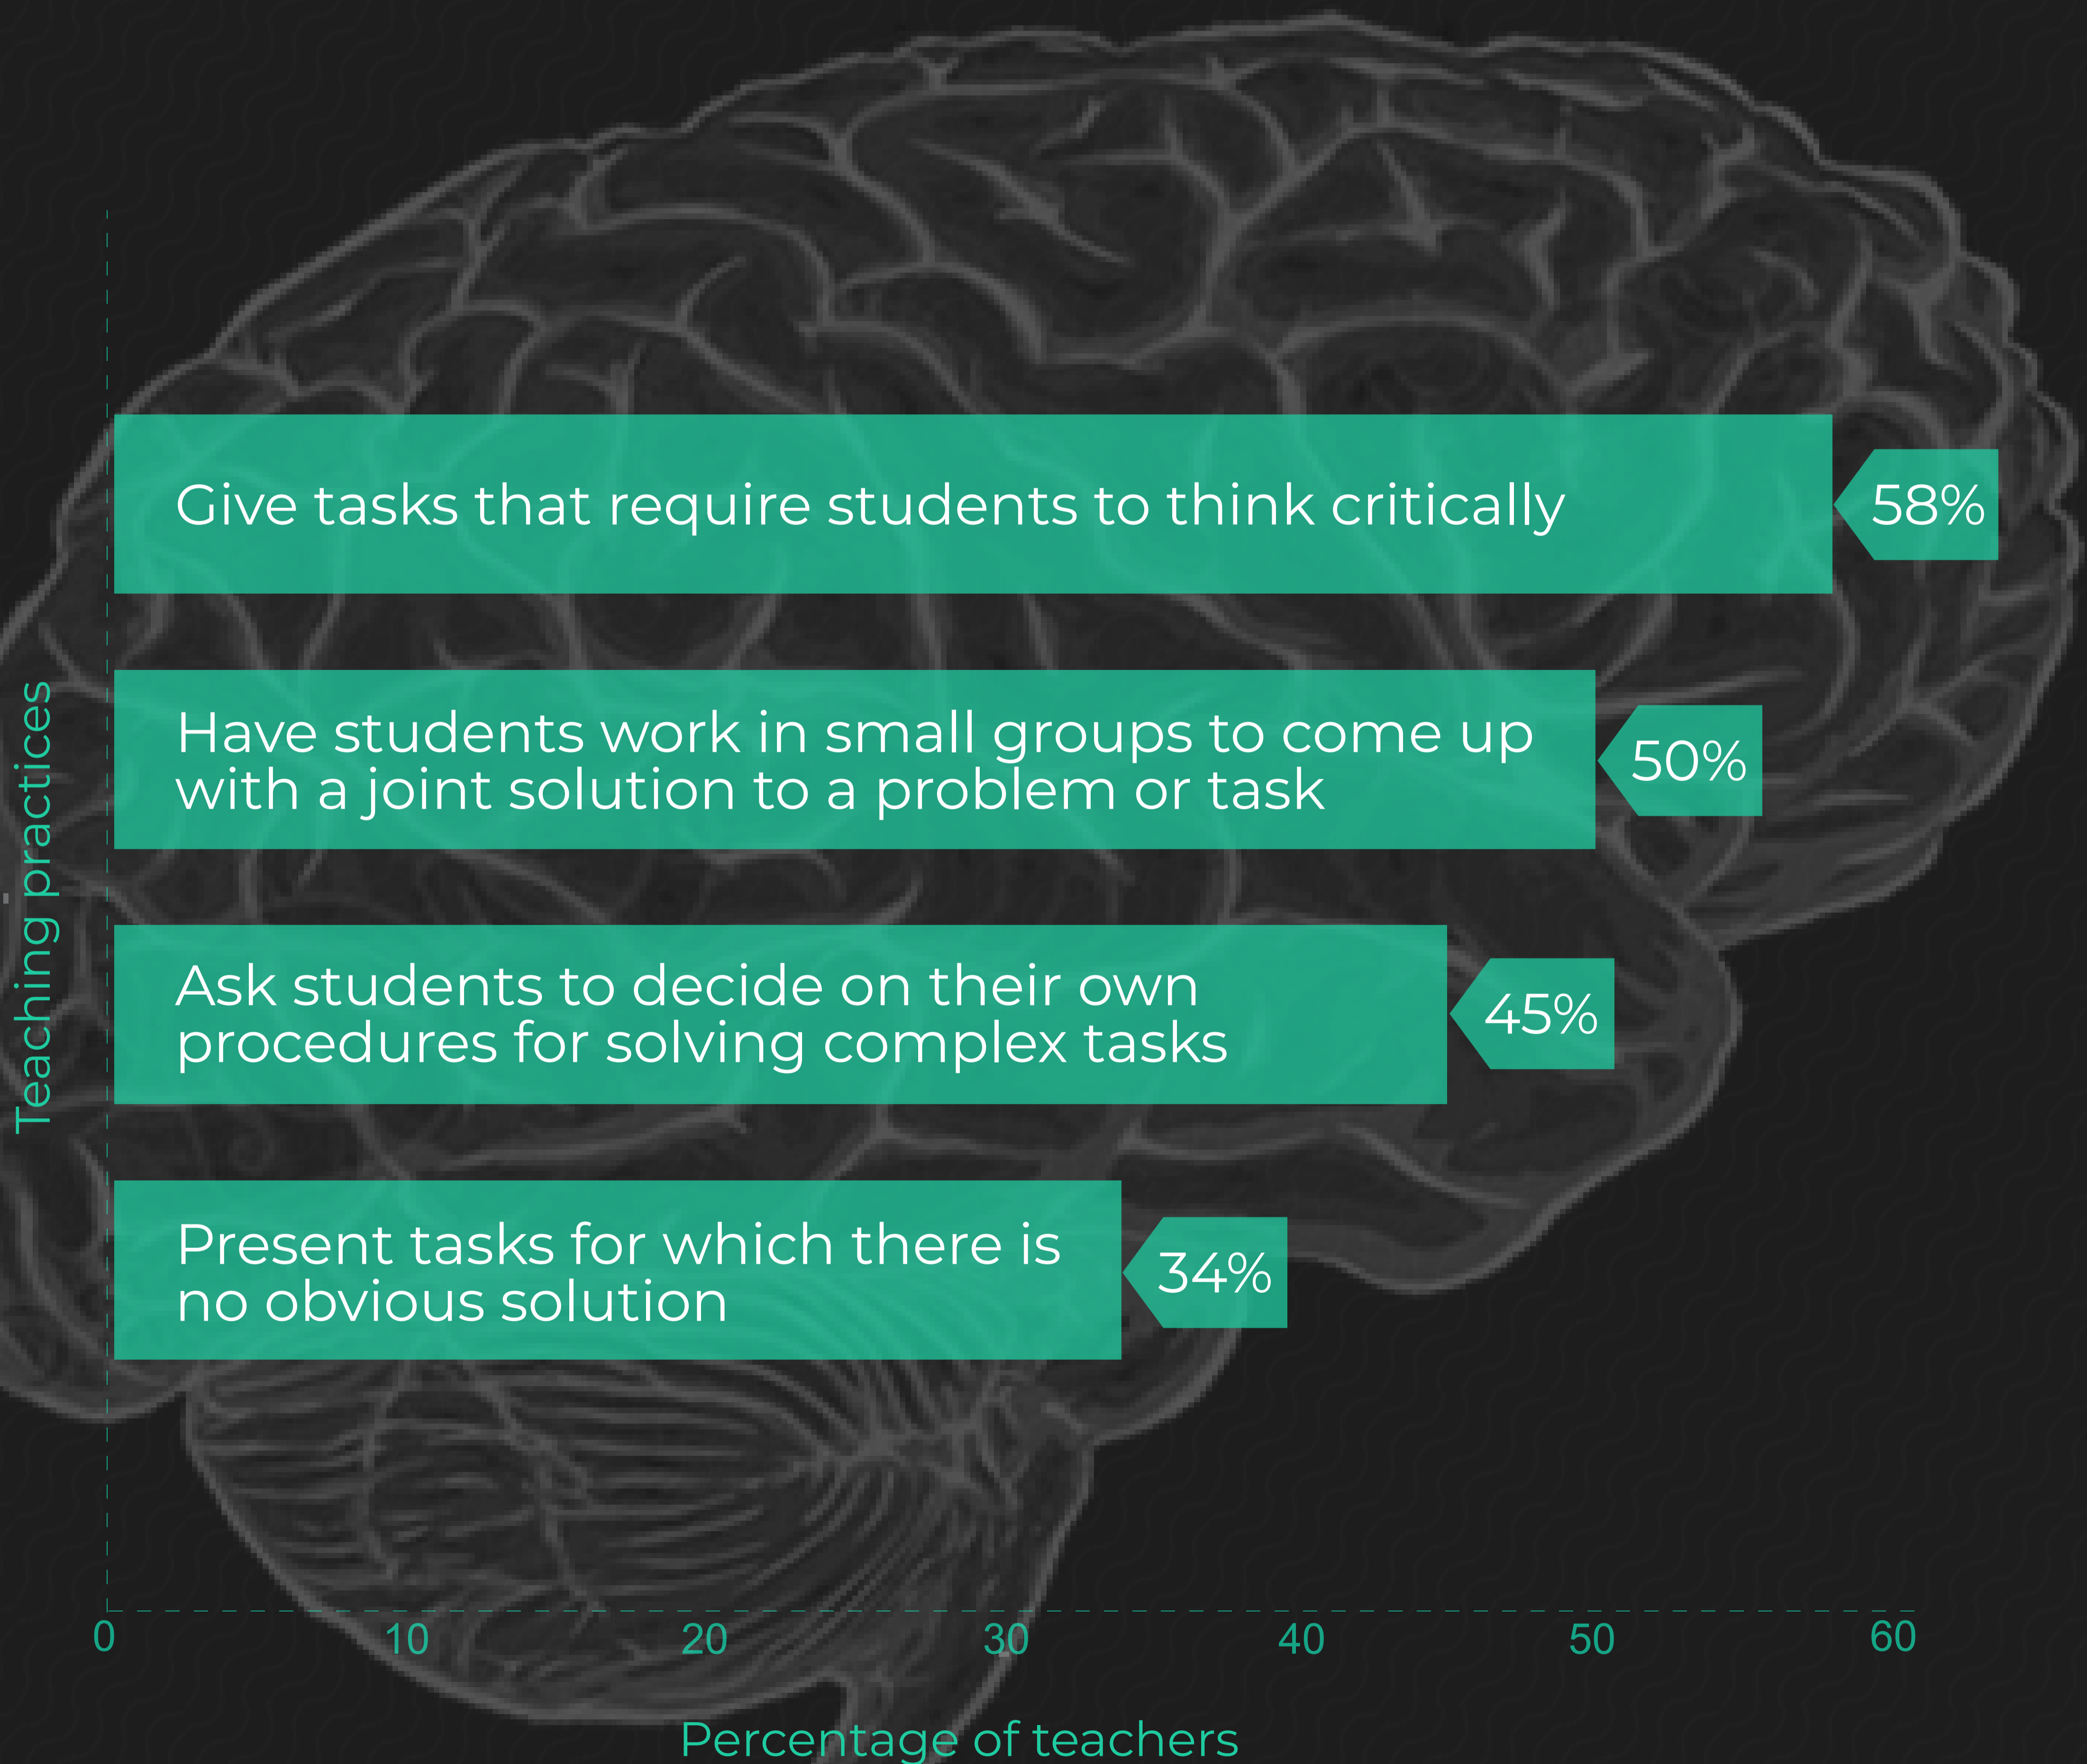 Give tasks that require students to think critically
58%
Have students work in small groups to come up
with a joint solution to a problem or task
50%
Ask students to decide on their own
procedures for solving complex tasks
45%
Present tasks for which there is
no obvious solution
34%
Teaching practices
0 10 20 30 40 50 60
Percentage of teachers